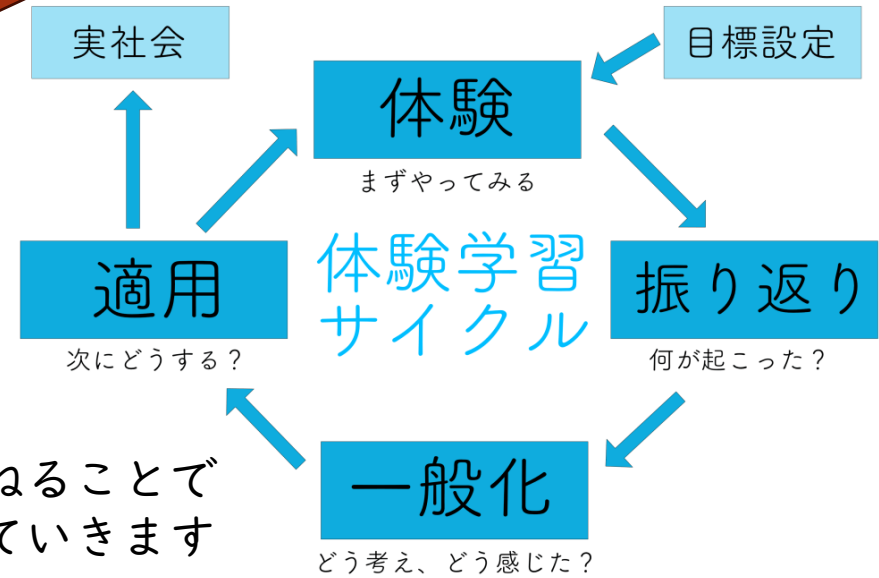 実社会
目標設定
体験
まずやってみる
体験学習
サイクル
適用
次にどうする？
振り返り
何が起こった？
ねることで
ていきます
一般化
どう考え、どう感じた？